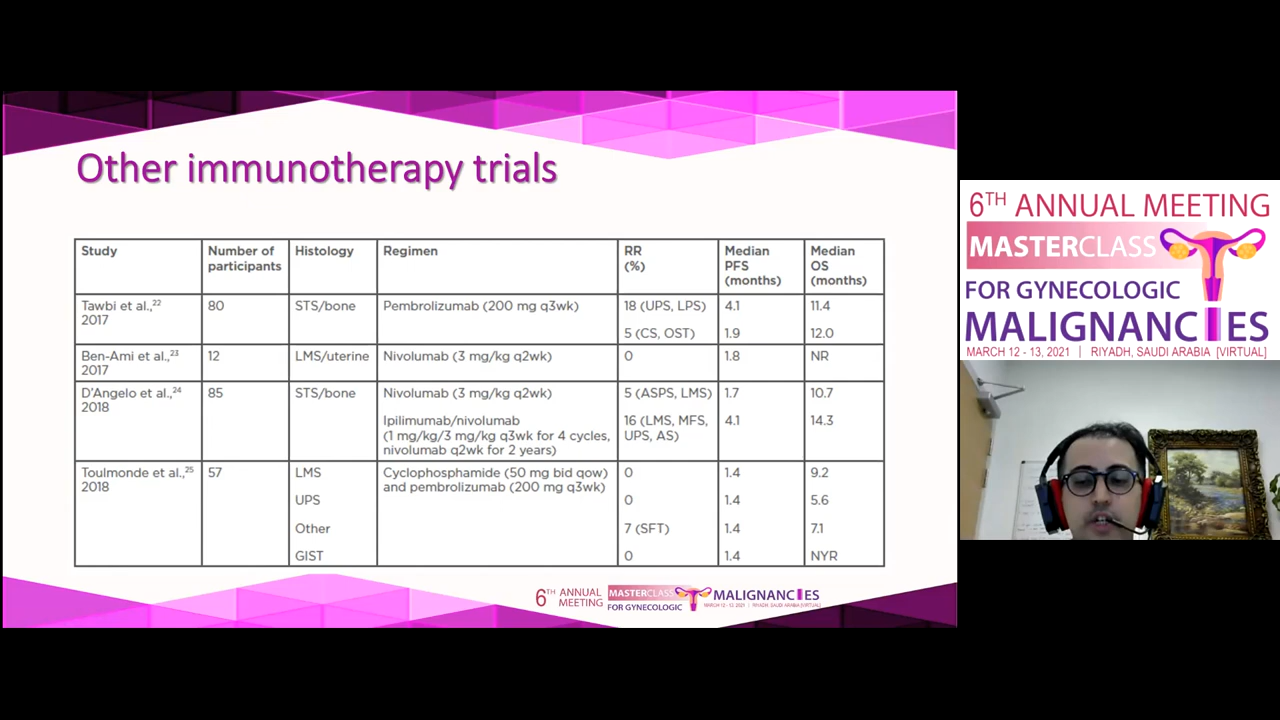 Other immunotherapy trials
Study
Number of
participants
Histology
Regimen
RR
(%)
Median
PFS
(months)
Median
OS
(months)
Tawbi et al.,22
2017
80
STS/bone
Pembrolizumab (200 mg q3wk)
18 (UPS, LPS)
4.1
11.4
5 (CS, OST)
1.9
12.0
Ben-Ami et al.,23
2017
12
LMS/uterine
Nivolumab (3 mg/kg q2wk)
0
1.8
NR
D'Angelo et al.,24
2018
85
STS/bone
Nivolumab (3 mg/kg q2wk)
5 (ASPS, LMS)
1.7
10.7
Ipilimumab/nivolumab
(1 mg/kg/3 mg/kg q3wk for 4 cycles,
nivolumab q2wk for 2 years)
16 (LMS, MFS,
UPS, AS)
4.1
14.3
Toulmonde et al.,25
2018
57
LMS
Cyclophosphamide (50 mg bid qow)
and pembrolizumab (200 mg q3wk)
0
1.4
9.2
UPS
0
1.4
5.6
Other
7 (SFT)
1.4
7.1
GIST
0
1.4
NYR
6TH ANNUAL
MEETING
MASTERCLASS
FOR GYNECOLOGIC
MALIGNANCIES
MARCH 12 - 13, 2021 | RIYADH, SAUDI ARABIA [VIRTUAL]
6TH ANNUAL MEETING
MASTERCLASS
FOR GYNECOLOGIC
MALIGNANCIES
MARCH 12 - 13, 2021 | RIYADH, SAUDI ARABIA [VIRTUAL]